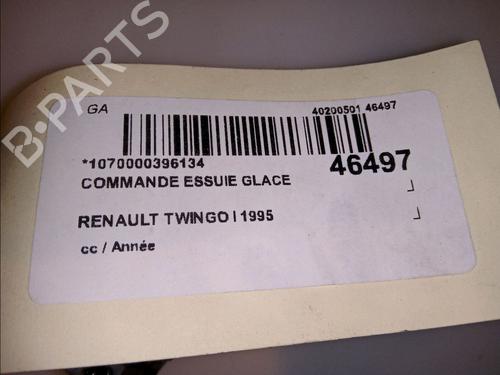 B-PARTS
GA
40200501 46497
*1070000396134
46497
COMMANDE ESSUIE GLACE
RENAULT TWINGO I 1995
cc / Année